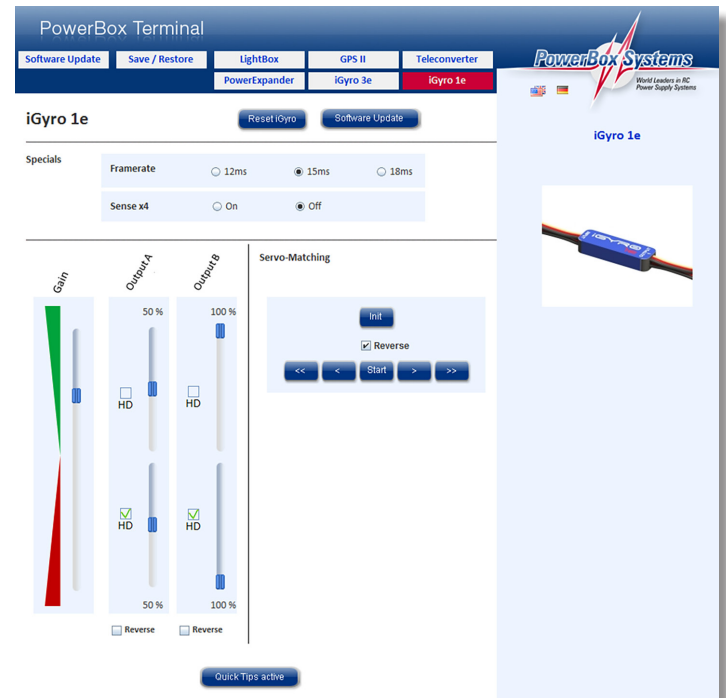 PowerBox Terminal
Software Update
Save / Restore
LightBox
GPS II
Teleconverter
PowerExpander
iGyro 3e
iGyro 1e
PowerBox Systems
World Leaders in RC
Power Supply Systems
iGyro 1e
Reset iGyro
Software Update
iGyro 1e
Specials
Framerate
12ms
15ms
18ms
Sense x4
On
Off
Gain
Output A
Output B
Servo-Matching
50 %
100 %
HD
HD
HD
HD
50 %
100 %
Reverse
Reverse
Init
Reverse
<<
<
Start
>
>>
iGYRO
Quick Tips active